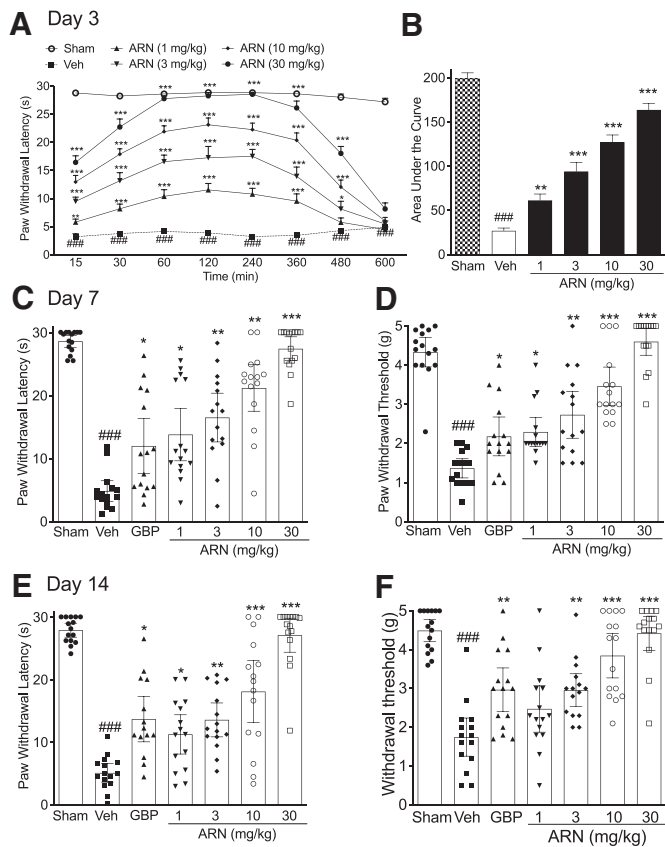 A Day 3
Sham
Veh
ARN (1 mg/kg)
ARN (3 mg/kg)
ARN (10 mg/kg)
ARN (30 mg/kg)
Paw Withdrawal Latency (s)
30
25
20
15
10
5
0
15 30 60 120 240 360 480 600
Time (min)
B
Area Under the Curve
200
150
100
50
0
###
**
***
***
***
Sham Veh 1 3 10 30
ARN (mg/kg)
C Day 7
Paw Withdrawal Latency (s)
30
20
10
0
###
*
*
**
**
***
Sham Veh GBP 1 3 10 30
ARN (mg/kg)
D
Paw Withdrawal Threshold (g)
5
4
3
2
1
0
###
*
*
**
***
***
Sham Veh GBP 1 3 10 30
ARN (mg/kg)
E Day 14
Paw Withdrawal Latency (s)
30
20
10
0
###
*
*
**
***
***
Sham Veh GBP 1 3 10 30
ARN (mg/kg)
F
Withdrawal threshold (g)
5
4
3
2
1
0
###
**
**
***
***
Sham Veh GBP 1 3 10 30
ARN (mg/kg)